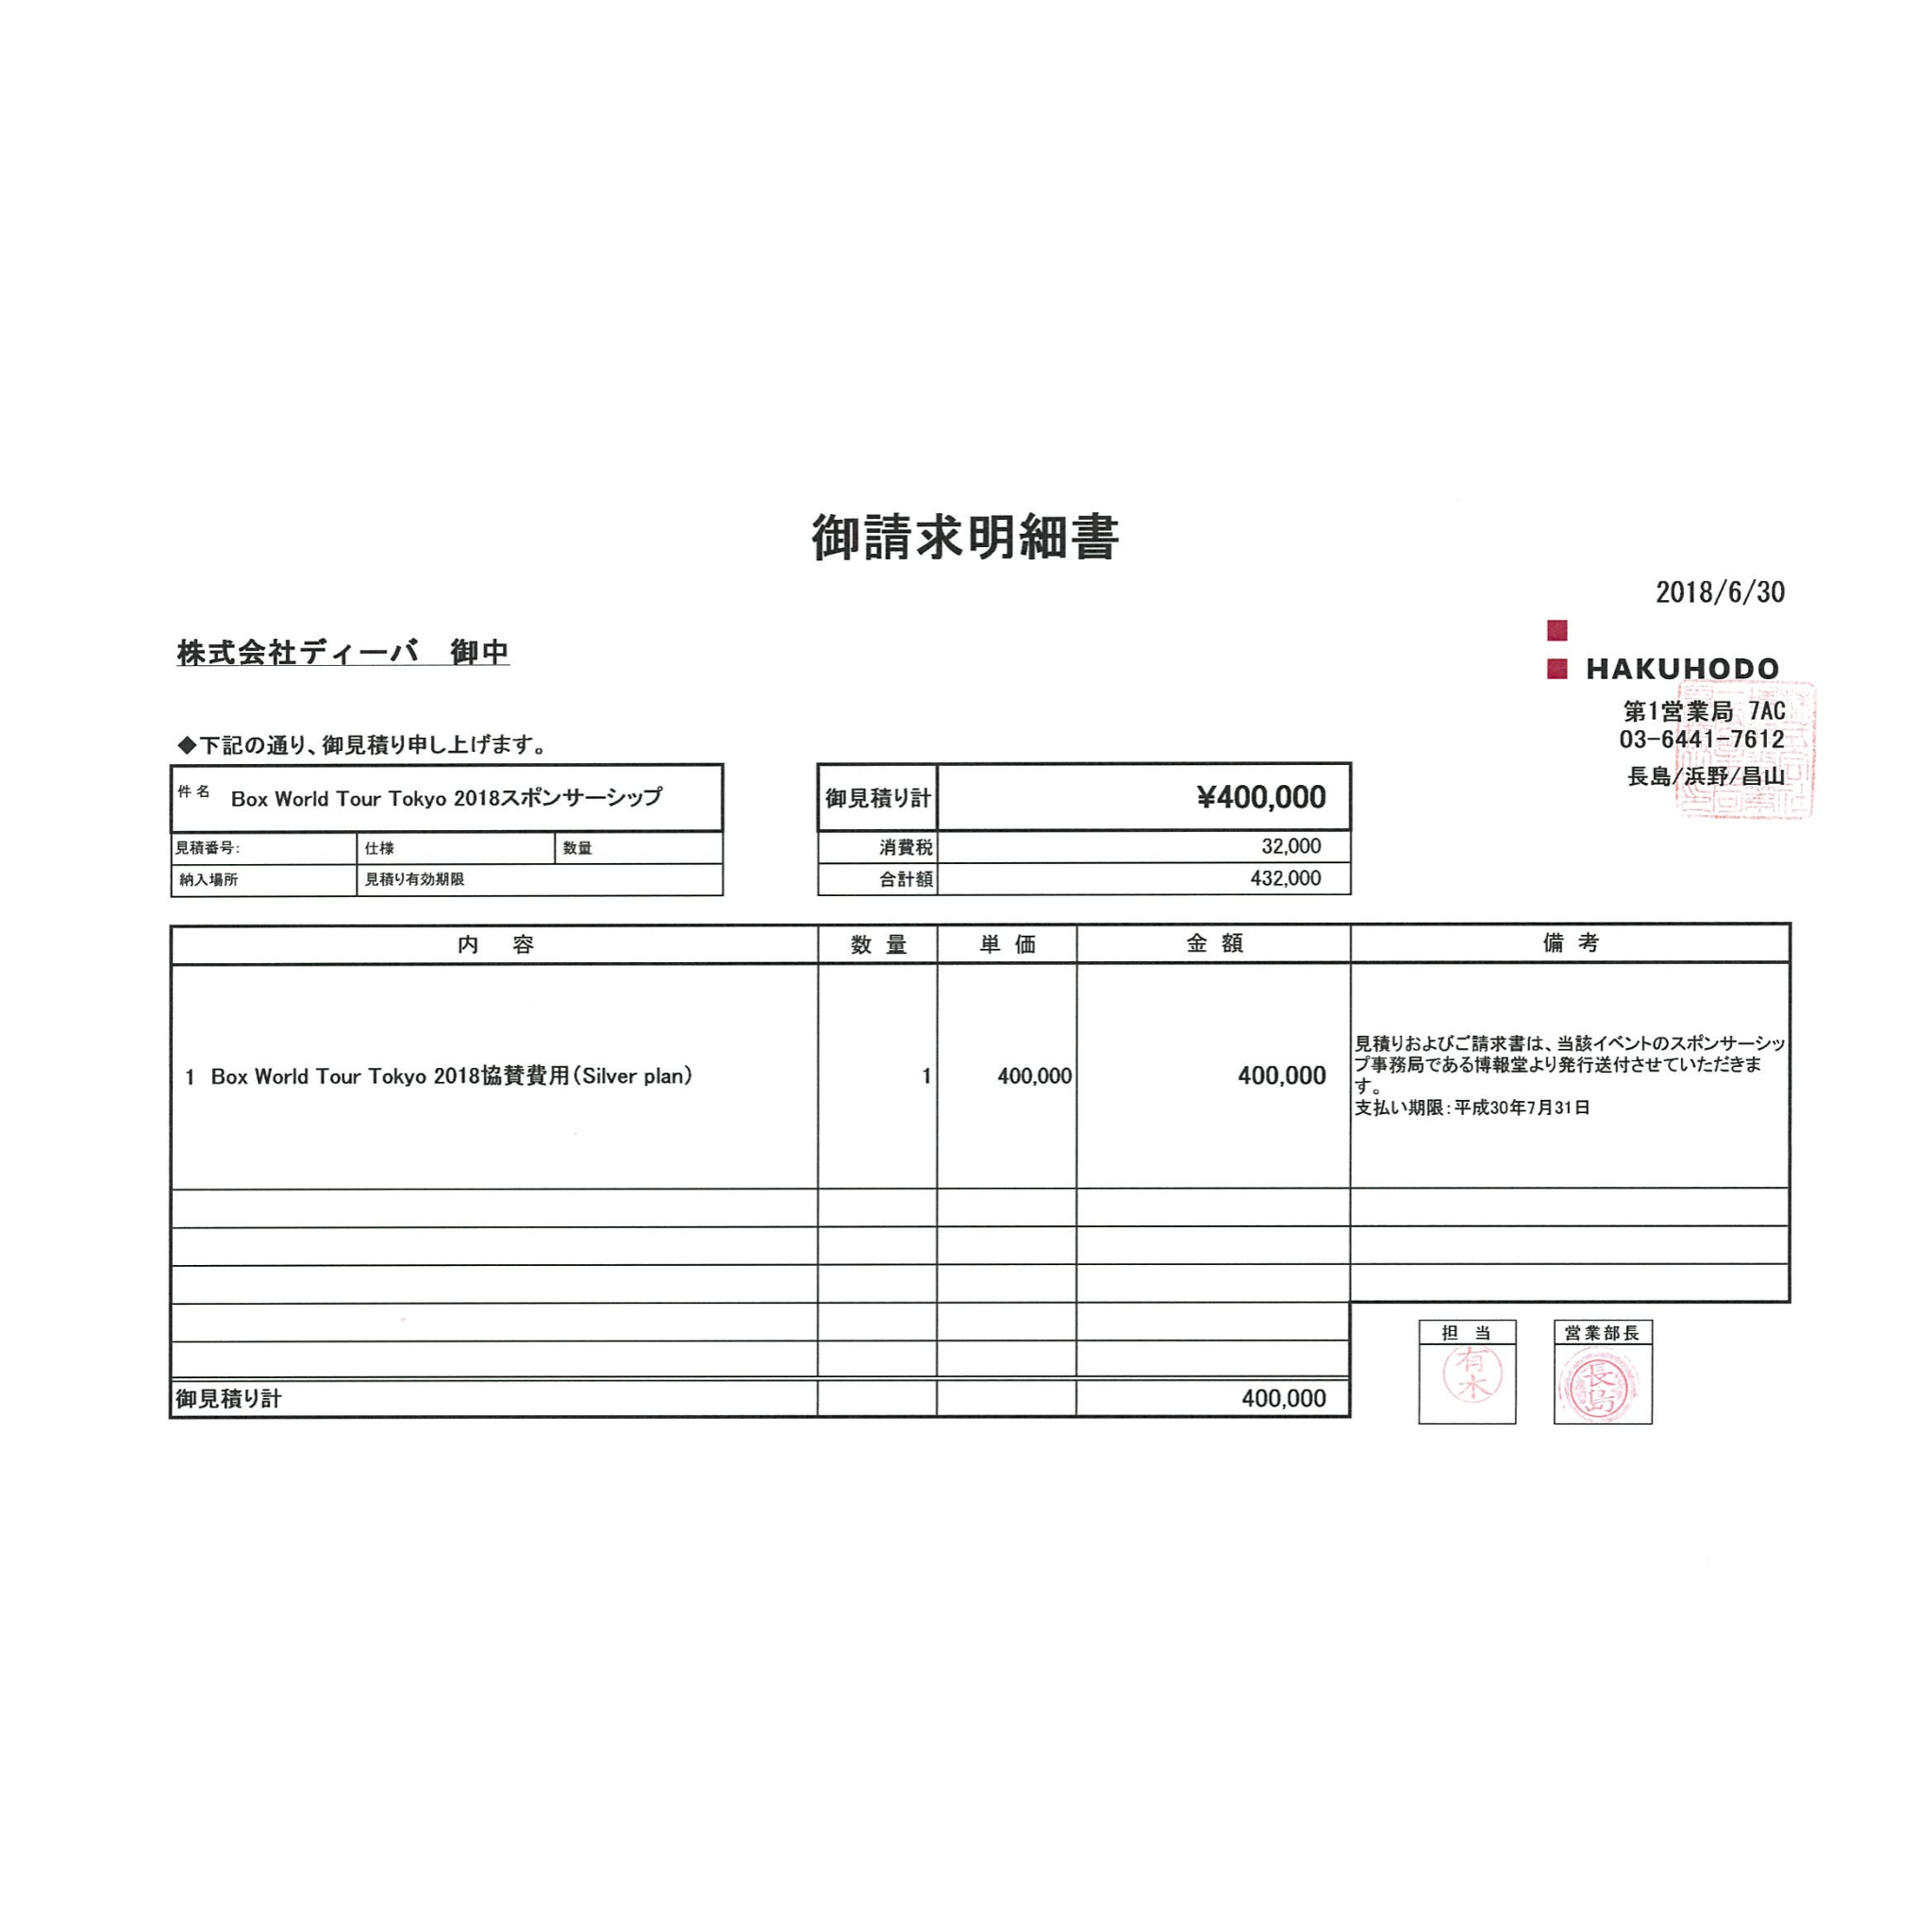 御請求明細書
2018/6/30
株式会社ディーバ　御中
HAKUHODO
第1営業局 7AC
03-6441-7612
長島/浜野/昌山
◆下記の通り、御見積り申し上げます。
件 名 Box World Tour Tokyo 2018スポンサーシップ
見積番号: 仕様 数量
納入場所 見積り有効期限
御見積り計 ¥400,000
消費税 32,000
合計額 432,000
内 容 数 量 単 価 金 額 備 考
1 Box World Tour Tokyo 2018協賛費用（Silver plan） 1 400,000 400,000
見積りおよびご請求書は、当該イベントのスポンサーシッ
プ事務局である博報堂より発行送付させていただきま
す。
支払い期限：平成30年7月31日
御見積り計 400,000
担 当 営業部長
有木 長島